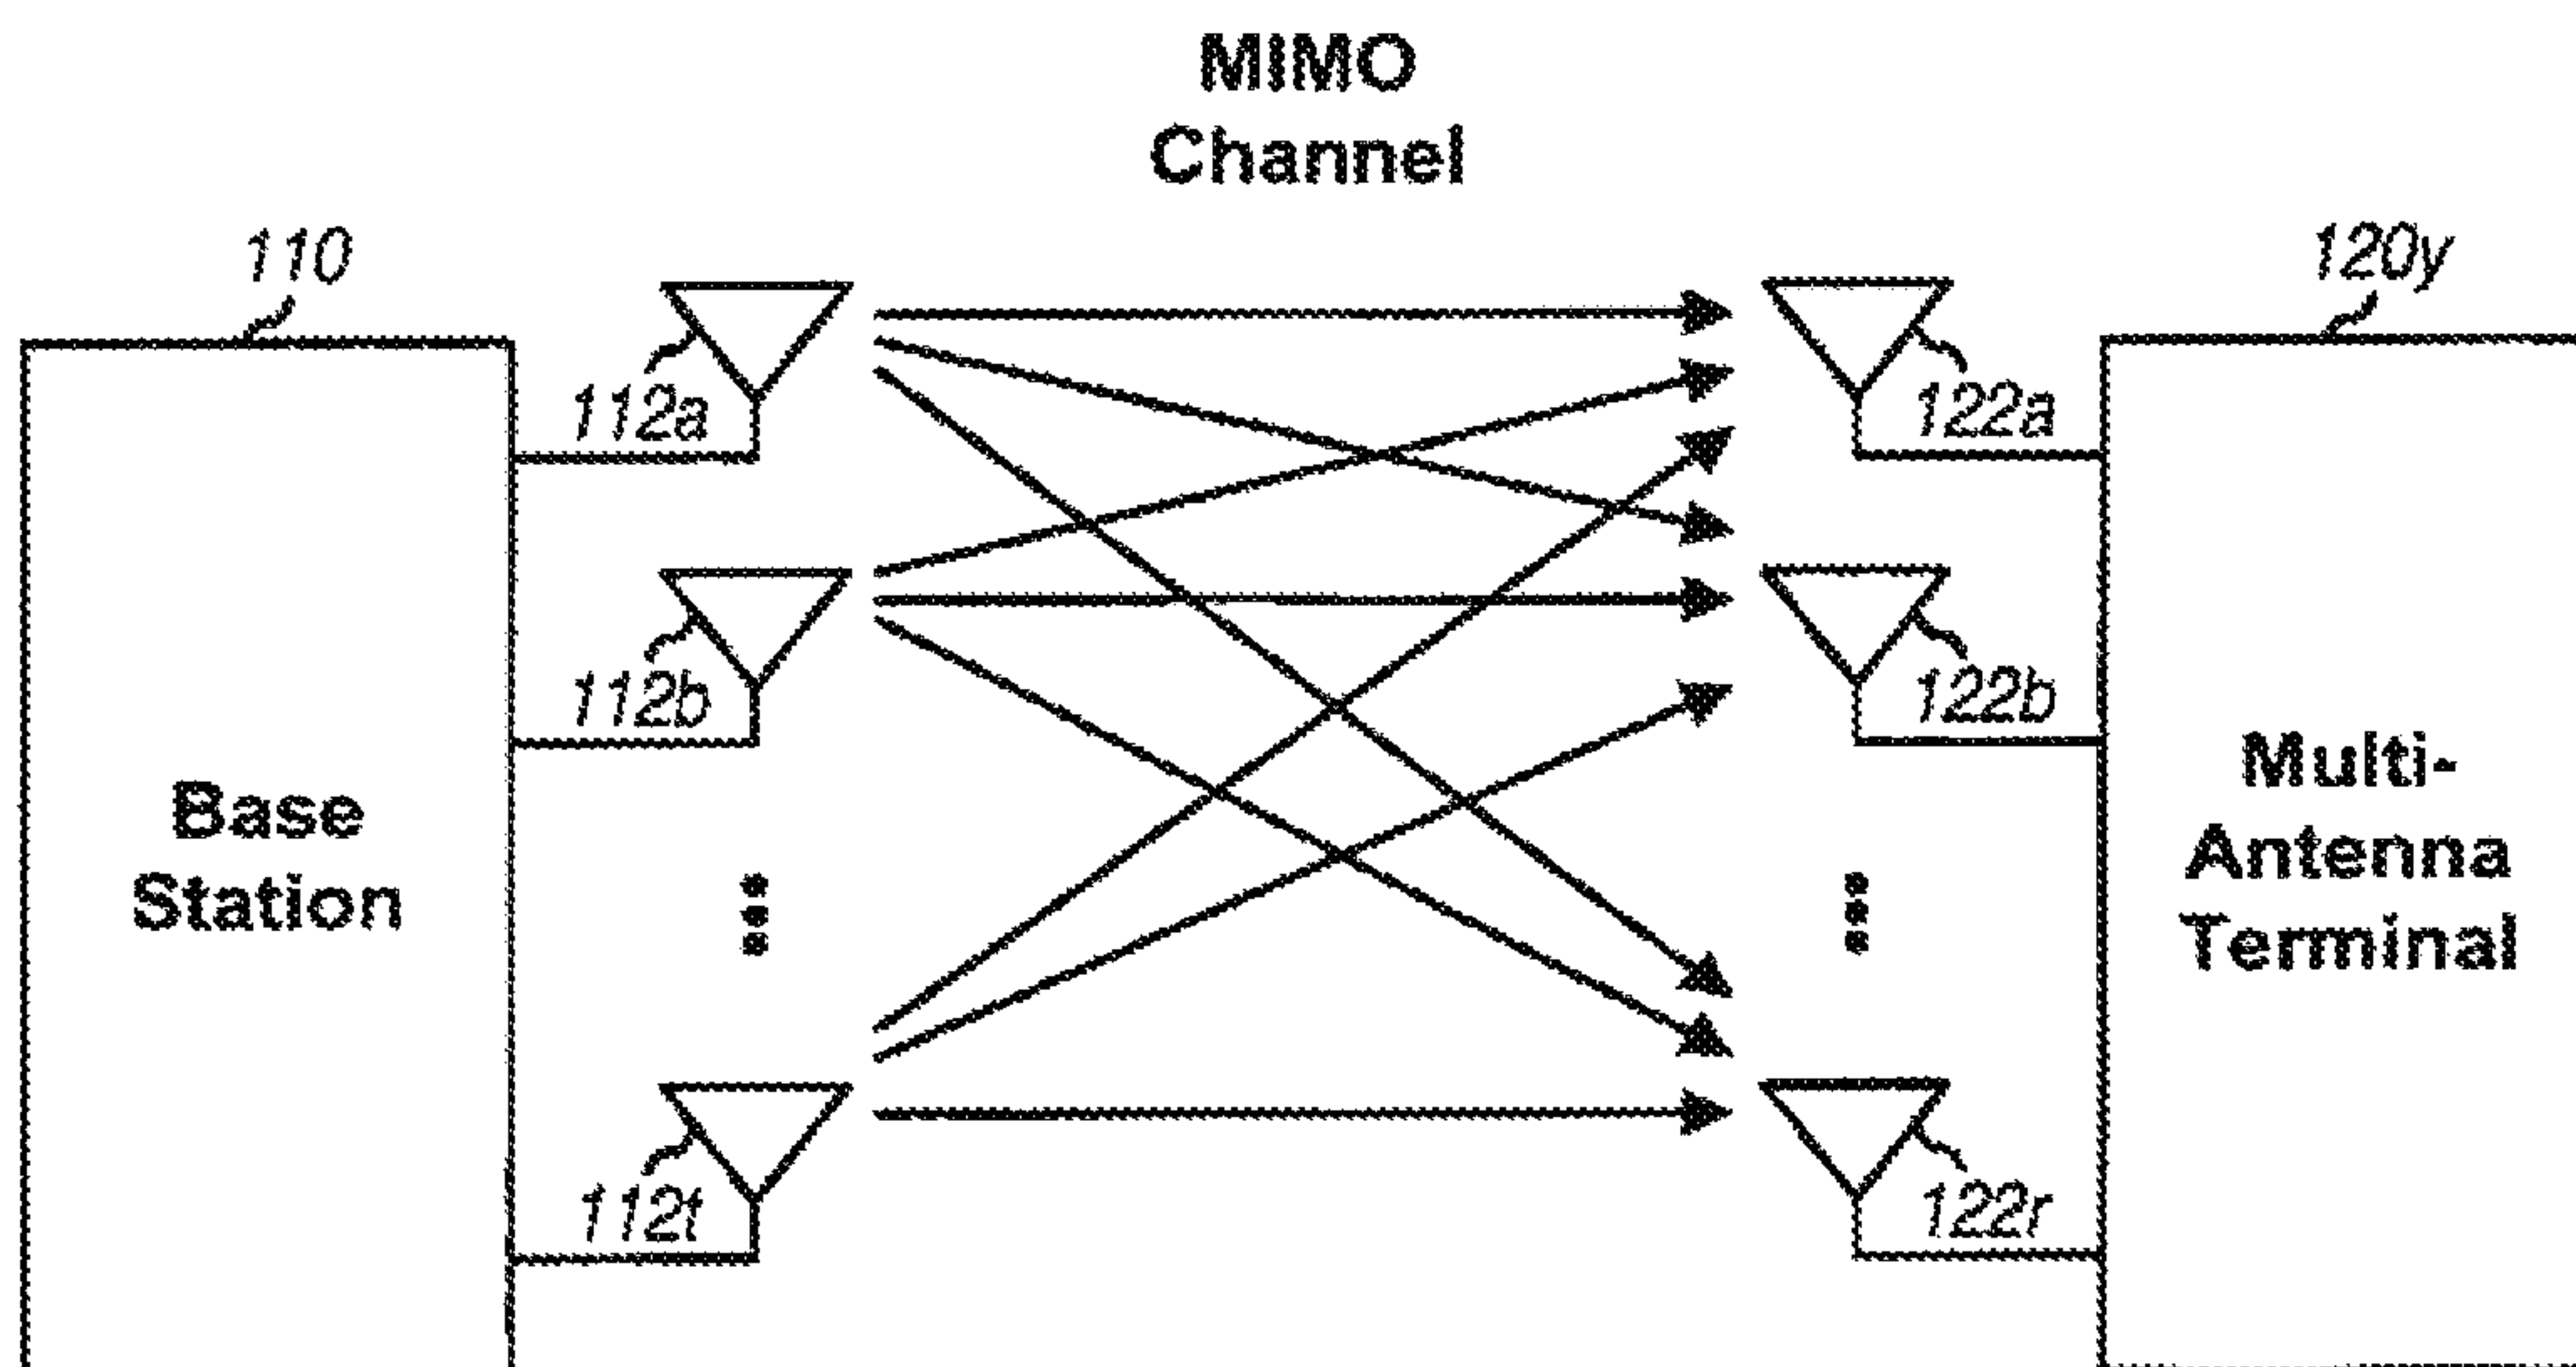 MIMO
Channel
110
120y
112a
122a
112b
122b
Base
Station
Multi-
Antenna
Terminal
112t
122r